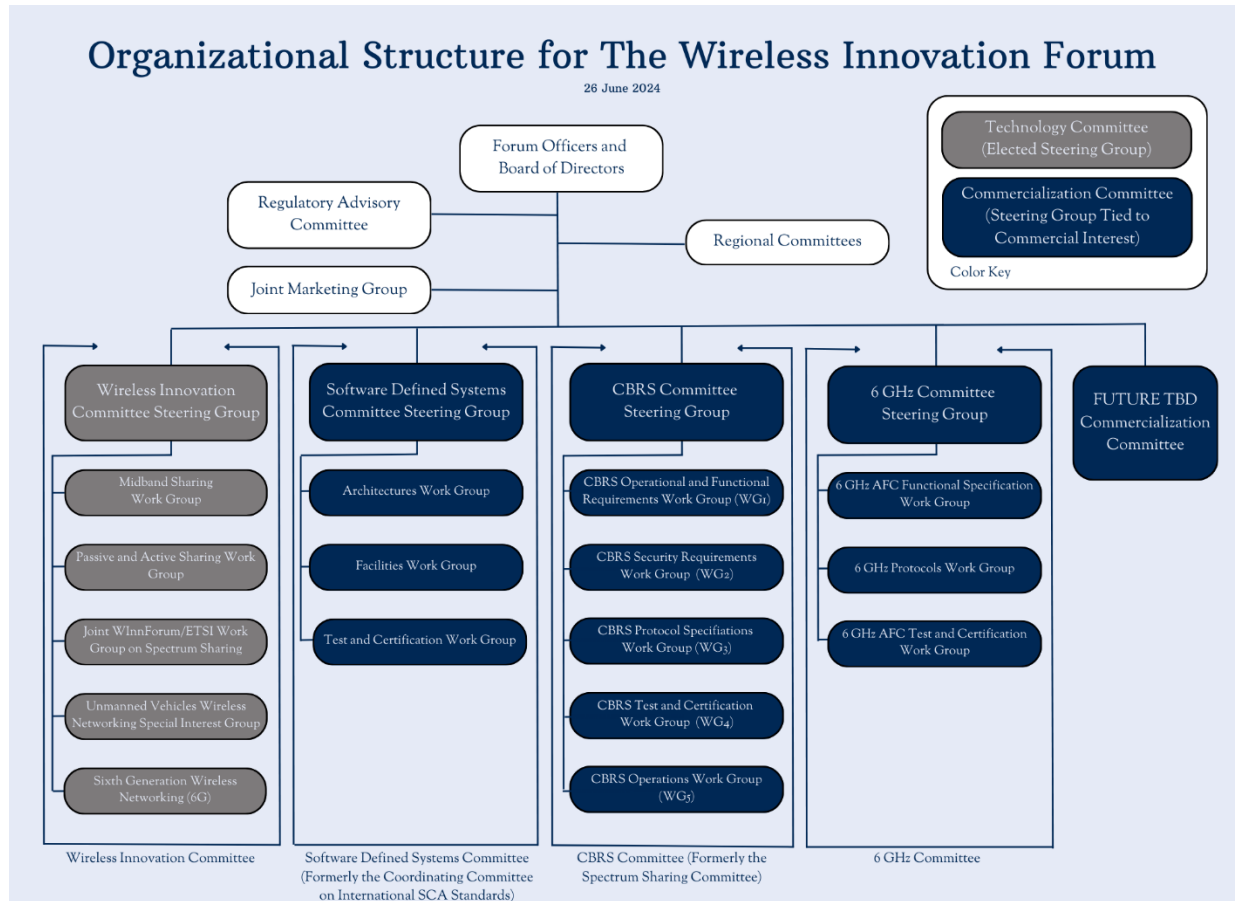 Organizational Structure for The Wireless Innovation Forum
26 June 2024
Technology Committee
(Elected Steering Group)
Commercialization Committee
(Steering Group Tied to
Commercial Interest)
Color Key
Forum Officers and
Board of Directors
Regulatory Advisory
Committee
Regional Committees
Joint Marketing Group
Wireless Innovation
Committee Steering Group
Midband Sharing
Work Group
Passive and Active Sharing Work
Group
Joint WInnForum/ETSI Work
Group on Spectrum Sharing
Unmanned Vehicles Wireless
Networking Special Interest Group
Sixth Generation Wireless
Networking (6G)
Wireless Innovation Committee
Software Defined Systems
Committee Steering Group
Architectures Work Group
Facilities Work Group
Test and Certification Work Group
Software Defined Systems Committee
(Formerly the Coordinating Committee
on International SCA Standards)
CBRS Committee
Steering Group
CBRS Operational and Functional
Requirements Work Group (WG1)
CBRS Security Requirements
Work Group (WG2)
CBRS Protocol Specifiations
Work Group (WG3)
CBRS Test and Certification
Work Group (WG4)
CBRS Operations Work Group
(WG5)
CBRS Committee (Formerly the
Spectrum Sharing Committee)
6 GHz Committee
Steering Group
6 GHz AFC Functional Specification
Work Group
6 GHz Protocols Work Group
6 GHz AFC Test and Certification
Work Group
6 GHz Committee
FUTURE TBD
Commercialization
Committee